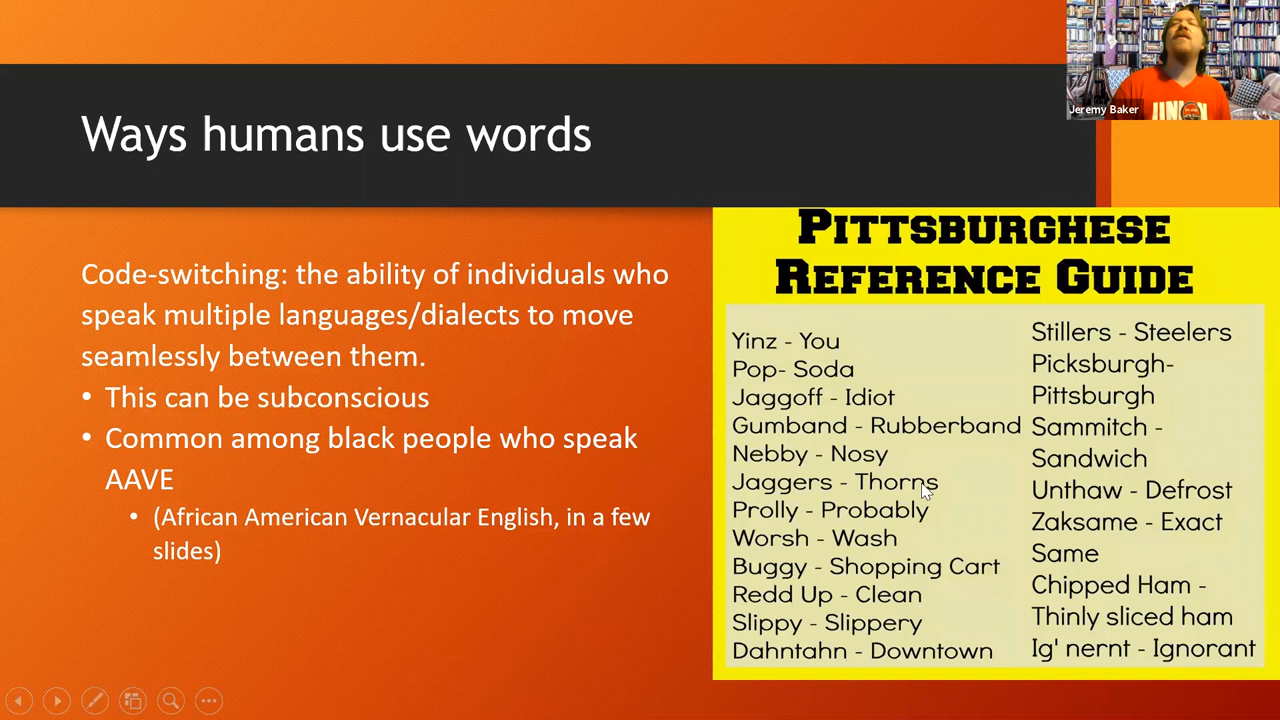 Jeremy Baker
Ways humans use words
Code-switching: the ability of individuals who
speak multiple languages/dialects to move
seamlessly between them.
• This can be subconscious
• Common among black people who speak
AAVE
• (African American Vernacular English, in a few
slides)
PITTSBURGHESE
REFERENCE GUIDE
Yinz - You
Pop- Soda
Jaggoff - Idiot
Gumband - Rubberband
Nebby - Nosy
Jaggers - Thorns
Prolly - Probably
Worsh - Wash
Buggy - Shopping Cart
Redd Up - Clean
Slippy - Slippery
Dahntahn - Downtown
Stillers - Steelers
Picksburgh-
Pittsburgh
Sammitch -
Sandwich
Unthaw - Defrost
Zaksame - Exact
Same
Chipped Ham -
Thinly sliced ham
Ig' nernt - Ignorant